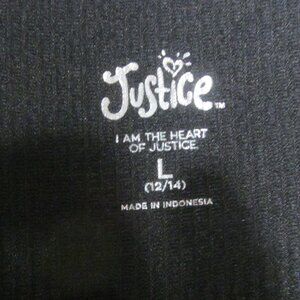 Justice™
I AM THE HEART
OF JUSTICE.
L
(12/14)
MADE IN INDONESIA